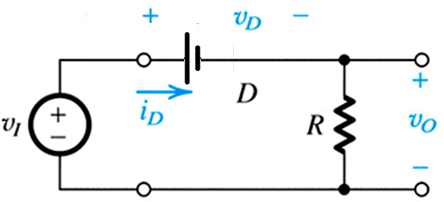 + v_D −
D
i_D
v_I + −
R
+
v_O
−